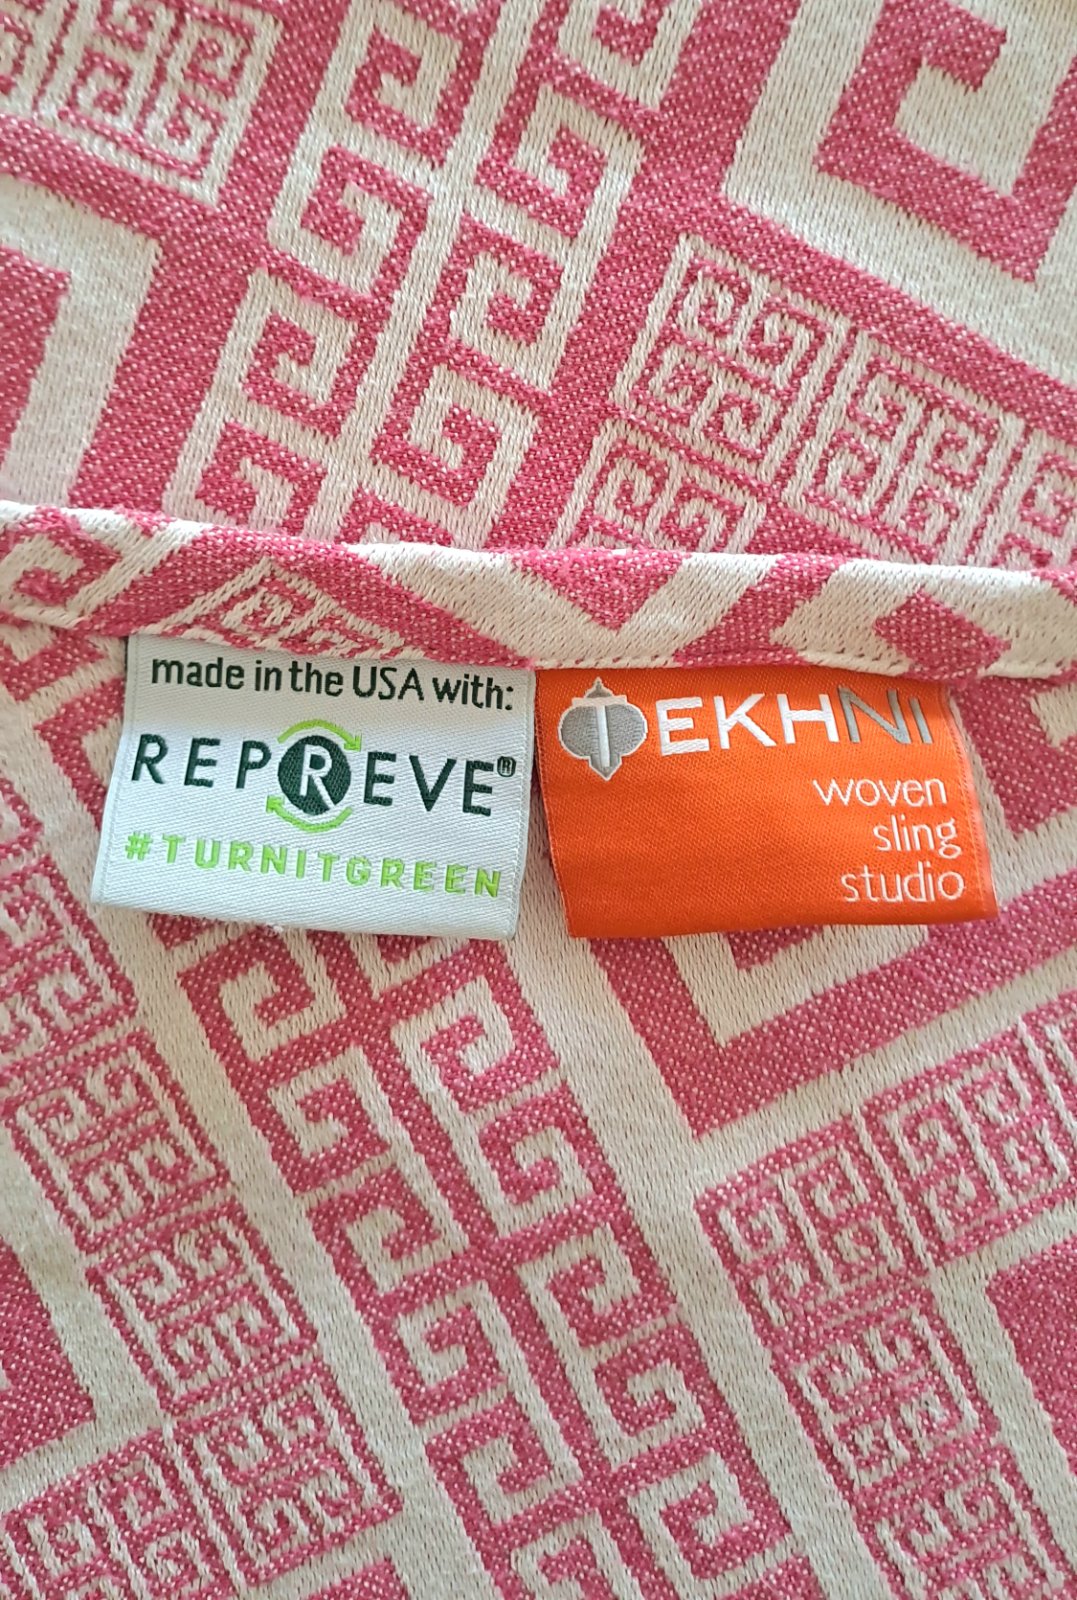 made in the USA with:
REPREVE®
#TURNITGREEN
TEKHNI
woven
sling
studio